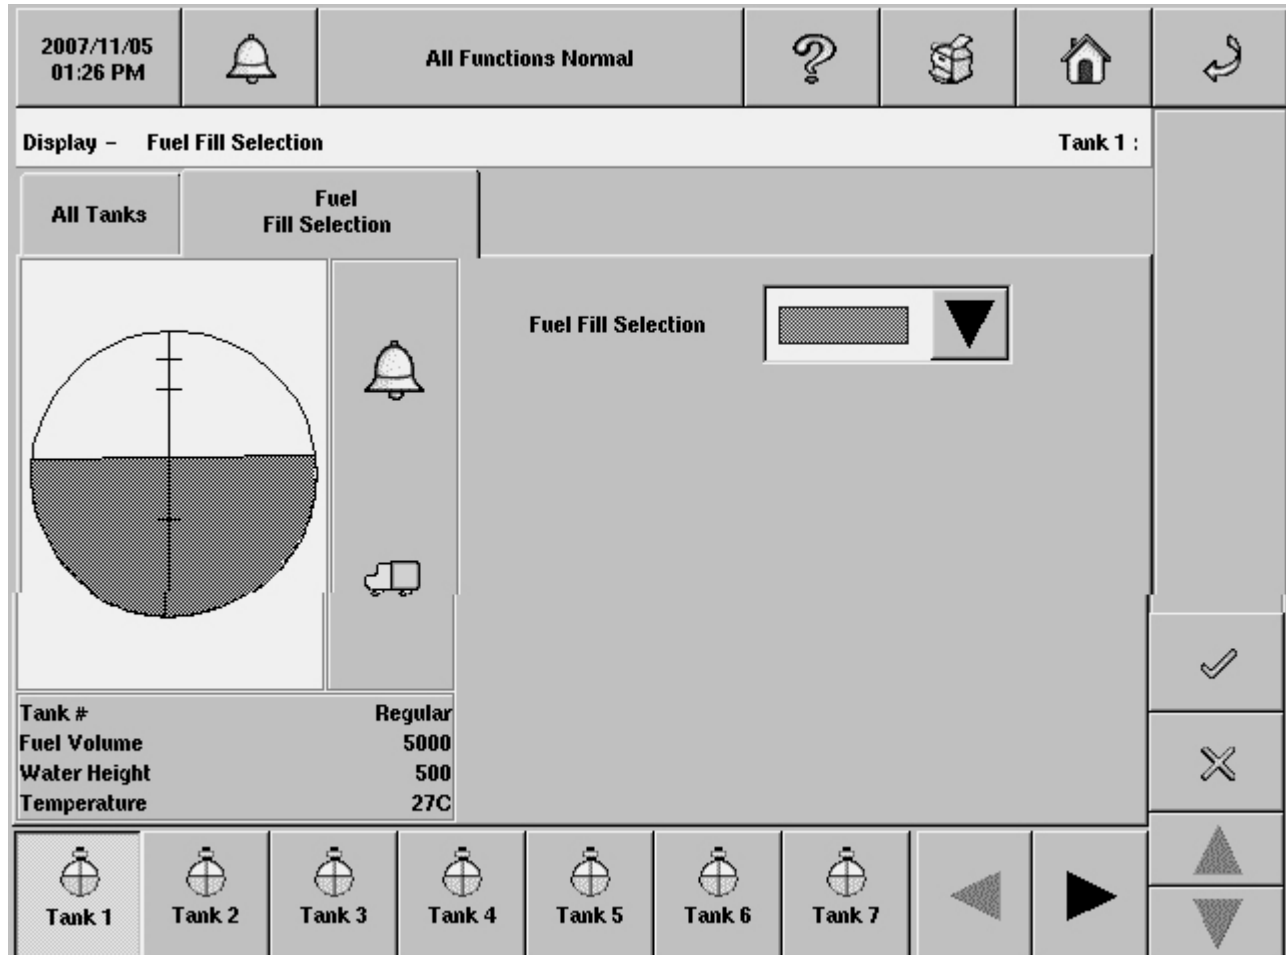 2007/11/05
01:26 PM
All Functions Normal
Display - Fuel Fill Selection Tank 1 :
All Tanks
Fuel
Fill Selection
Fuel Fill Selection
Tank # Regular
Fuel Volume 5000
Water Height 500
Temperature 27C
Tank 1 Tank 2 Tank 3 Tank 4 Tank 5 Tank 6 Tank 7